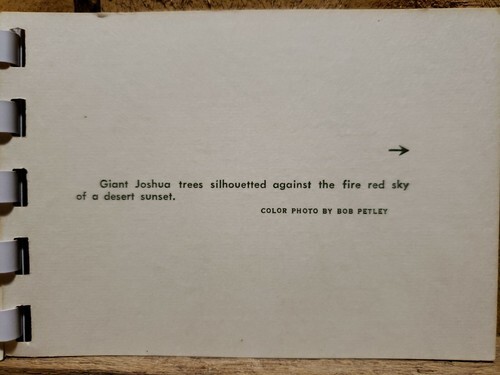 →
Giant Joshua trees silhouetted against the fire red sky
of a desert sunset.
COLOR PHOTO BY BOB PETLEY